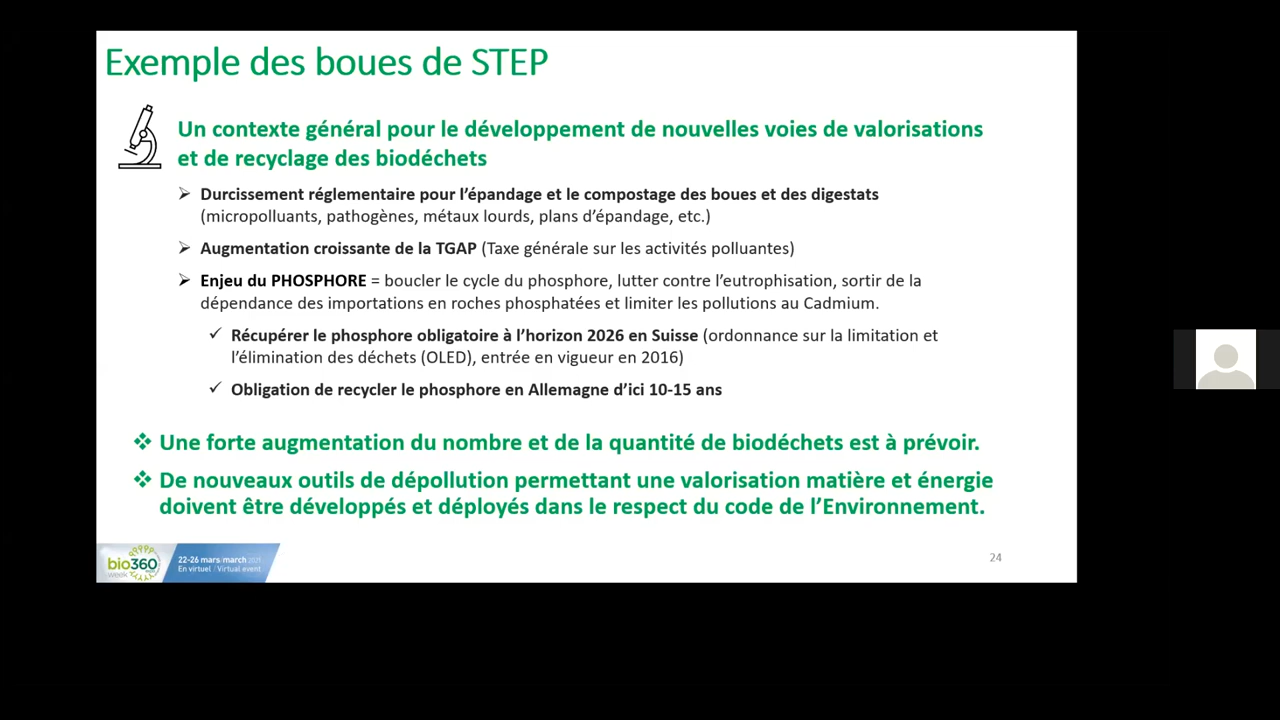 Exemple des boues de STEP
Un contexte général pour le développement de nouvelles voies de valorisations
et de recyclage des biodéchets
Durcissement réglementaire pour l’épandage et le compostage des boues et des digestats
(micropolluants, pathogènes, métaux lourds, plans d’épandage, etc.)
Augmentation croissante de la TGAP (Taxe générale sur les activités polluantes)
Enjeu du PHOSPHORE = boucler le cycle du phosphore, lutter contre l’eutrophisation, sortir de la
dépendance des importations en roches phosphatées et limiter les pollutions au Cadmium.
Récupérer le phosphore obligatoire à l’horizon 2026 en Suisse (ordonnance sur la limitation et
l’élimination des déchets (OLED), entrée en vigueur en 2016)
Obligation de recycler le phosphore en Allemagne d’ici 10-15 ans
Une forte augmentation du nombre et de la quantité de biodéchets est à prévoir.
De nouveaux outils de dépollution permettant une valorisation matière et énergie
doivent être développés et déployés dans le respect du code de l’Environnement.
bio360
week
22-26 mars/march
En virtuel / Virtual event
24